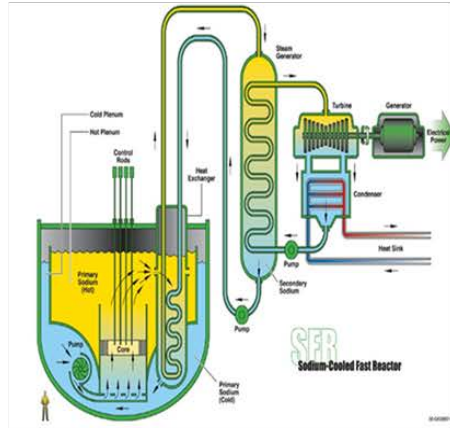 Steam
Generator
Turbine
Generator
Electrical
Power
Cold Plenum
Hot Plenum
Control
Rods
Heat
Exchanger
Condenser
Heat Sink
Pump
Secondary
Sodium
Pump
Primary
Sodium
(Hot)
Core
Pump
Primary
Sodium
(Cold)
SFR
Sodium-Cooled Fast Reactor